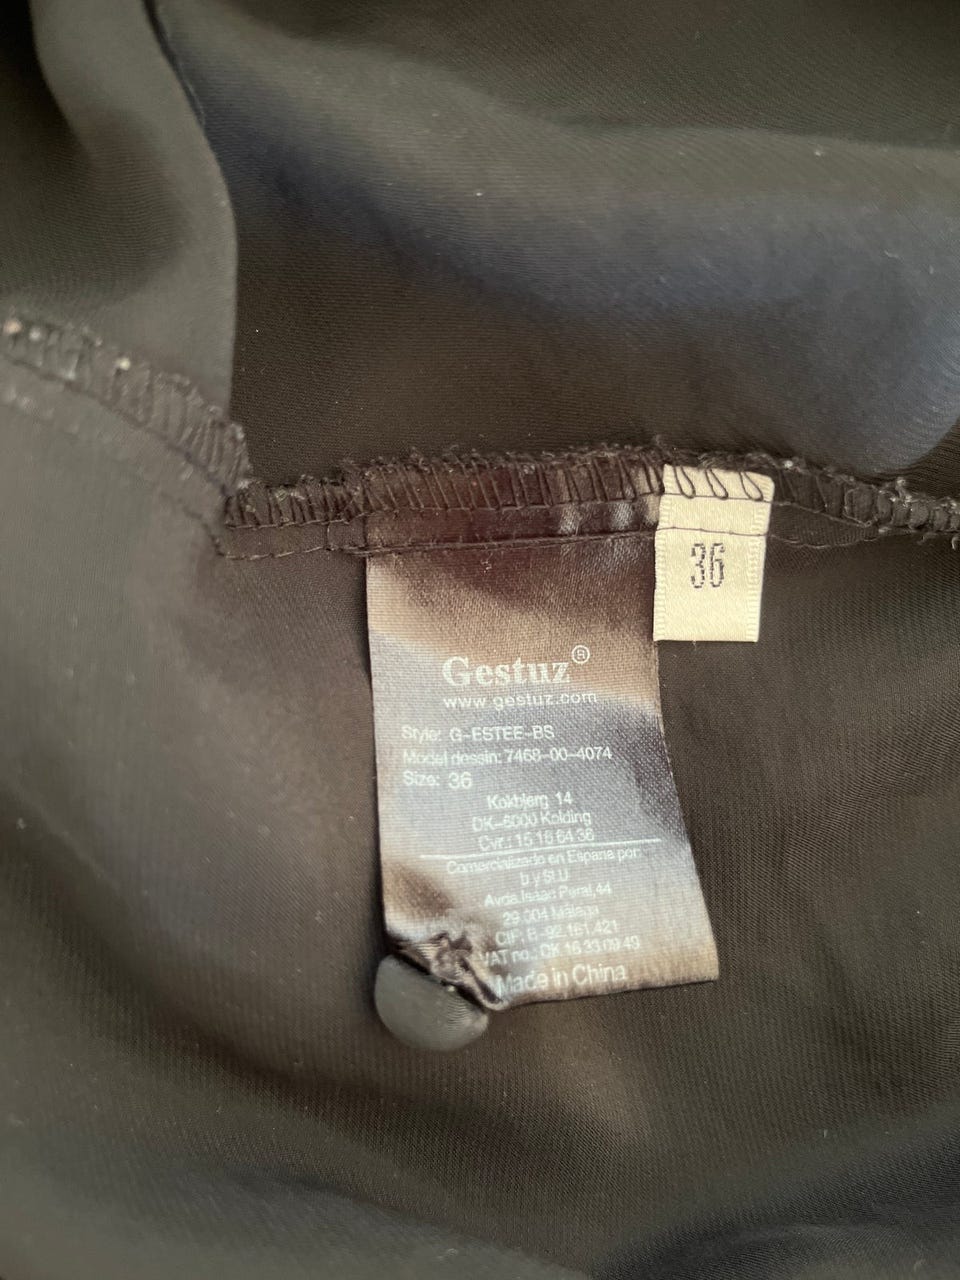 36
Gestuz®
www.gestuz.com
Style: G-ESTEE-BS
Model dessin: 7468-00-4074
Size: 36
Kokbjerg 14
DK-6000 Kolding
Cvr.: 15 16 64 36
Comercializado en Espana por:
b y SLU
Avda.Isaac Peral,44
29.004 Málaga
CIF: B-92.161.421
VAT no.: DK 16 33 09 49
Made in China